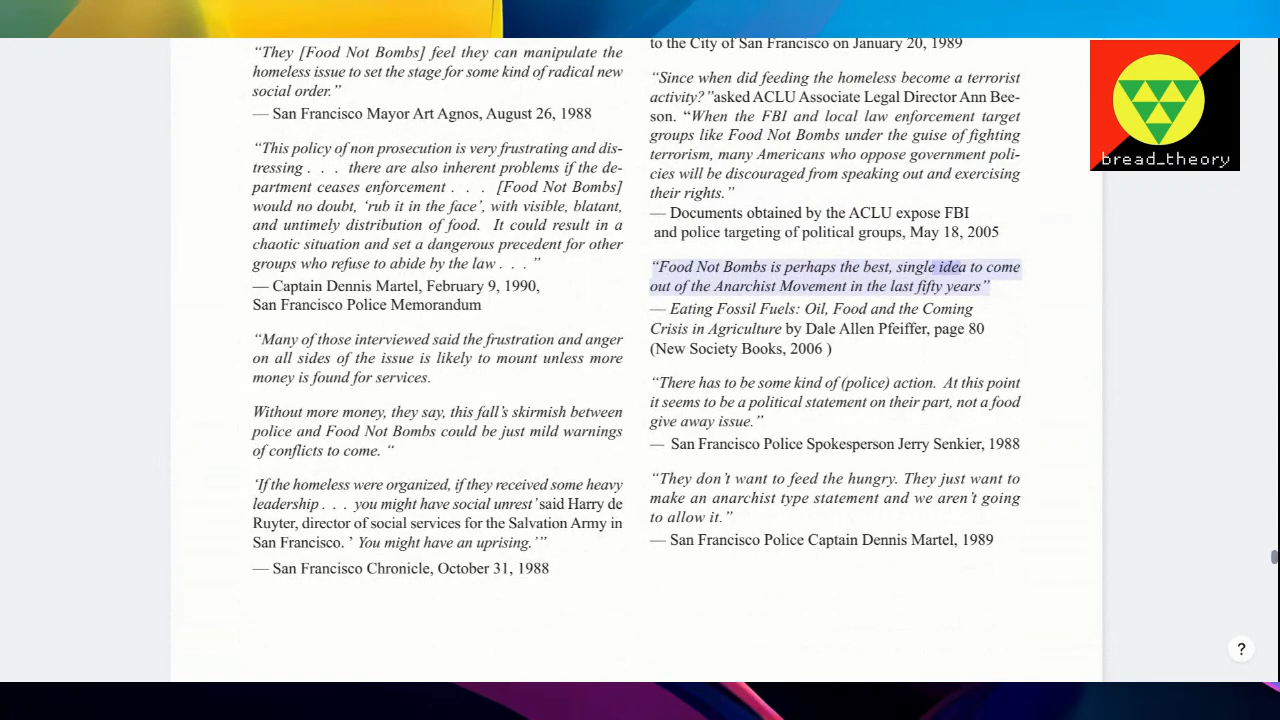 “They [Food Not Bombs] feel they can manipulate the
homeless issue to set the stage for some kind of radical new
social order.”
— San Francisco Mayor Art Agnos, August 26, 1988
“This policy of non prosecution is very frustrating and dis-
tressing . . . there are also inherent problems if the de-
partment ceases enforcement . . . [Food Not Bombs]
would no doubt, ‘rub it in the face’, with visible, blatant,
and untimely distribution of food. It could result in a
chaotic situation and set a dangerous precedent for other
groups who refuse to abide by the law . . . ”
— Captain Dennis Martel, February 9, 1990,
San Francisco Police Memorandum
“Many of those interviewed said the frustration and anger
on all sides of the issue is likely to mount unless more
money is found for services.
Without more money, they say, this fall’s skirmish between
police and Food Not Bombs could be just mild warnings
of conflicts to come. “
‘If the homeless were organized, if they received some heavy
leadership . . . you might have social unrest’ said Harry de
Ruyter, director of social services for the Salvation Army in
San Francisco. ’ You might have an uprising.’”
— San Francisco Chronicle, October 31, 1988
to the City of San Francisco on January 20, 1989
“Since when did feeding the homeless become a terrorist
activity?”asked ACLU Associate Legal Director Ann Bee-
son. “When the FBI and local law enforcement target
groups like Food Not Bombs under the guise of fighting
terrorism, many Americans who oppose government poli-
cies will be discouraged from speaking out and exercising
their rights.”
— Documents obtained by the ACLU expose FBI
and police targeting of political groups, May 18, 2005
“Food Not Bombs is perhaps the best, single idea to come
out of the Anarchist Movement in the last fifty years”
— Eating Fossil Fuels: Oil, Food and the Coming
Crisis in Agriculture by Dale Allen Pfeiffer, page 80
(New Society Books, 2006 )
“There has to be some kind of (police) action. At this point
it seems to be a political statement on their part, not a food
give away issue.”
— San Francisco Police Spokesperson Jerry Senkier, 1988
“They don’t want to feed the hungry. They just want to
make an anarchist type statement and we aren’t going
to allow it.”
— San Francisco Police Captain Dennis Martel, 1989
bread_theory
?